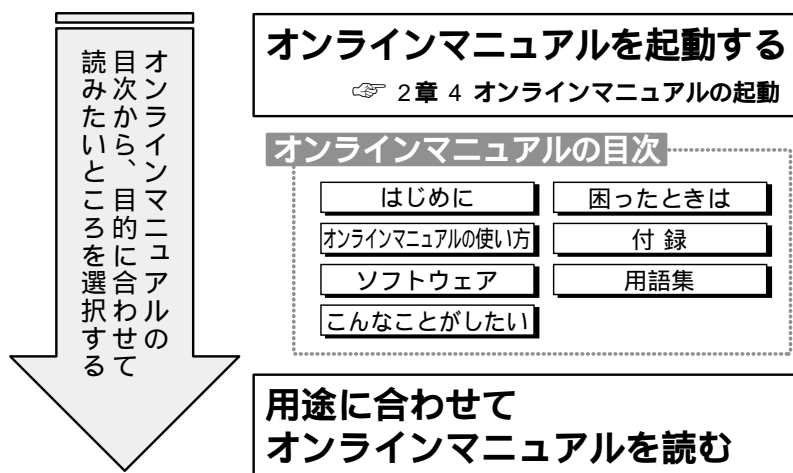 オンラインマニュアルの
目次から、目的に合わせて
読みたいところを選択する
オンラインマニュアルを起動する
☞ 2章 4 オンラインマニュアルの起動
オンラインマニュアルの目次
はじめに
困ったときは
オンラインマニュアルの使い方
付 録
ソフトウェア
用語集
こんなことがしたい
用途に合わせて
オンラインマニュアルを読む